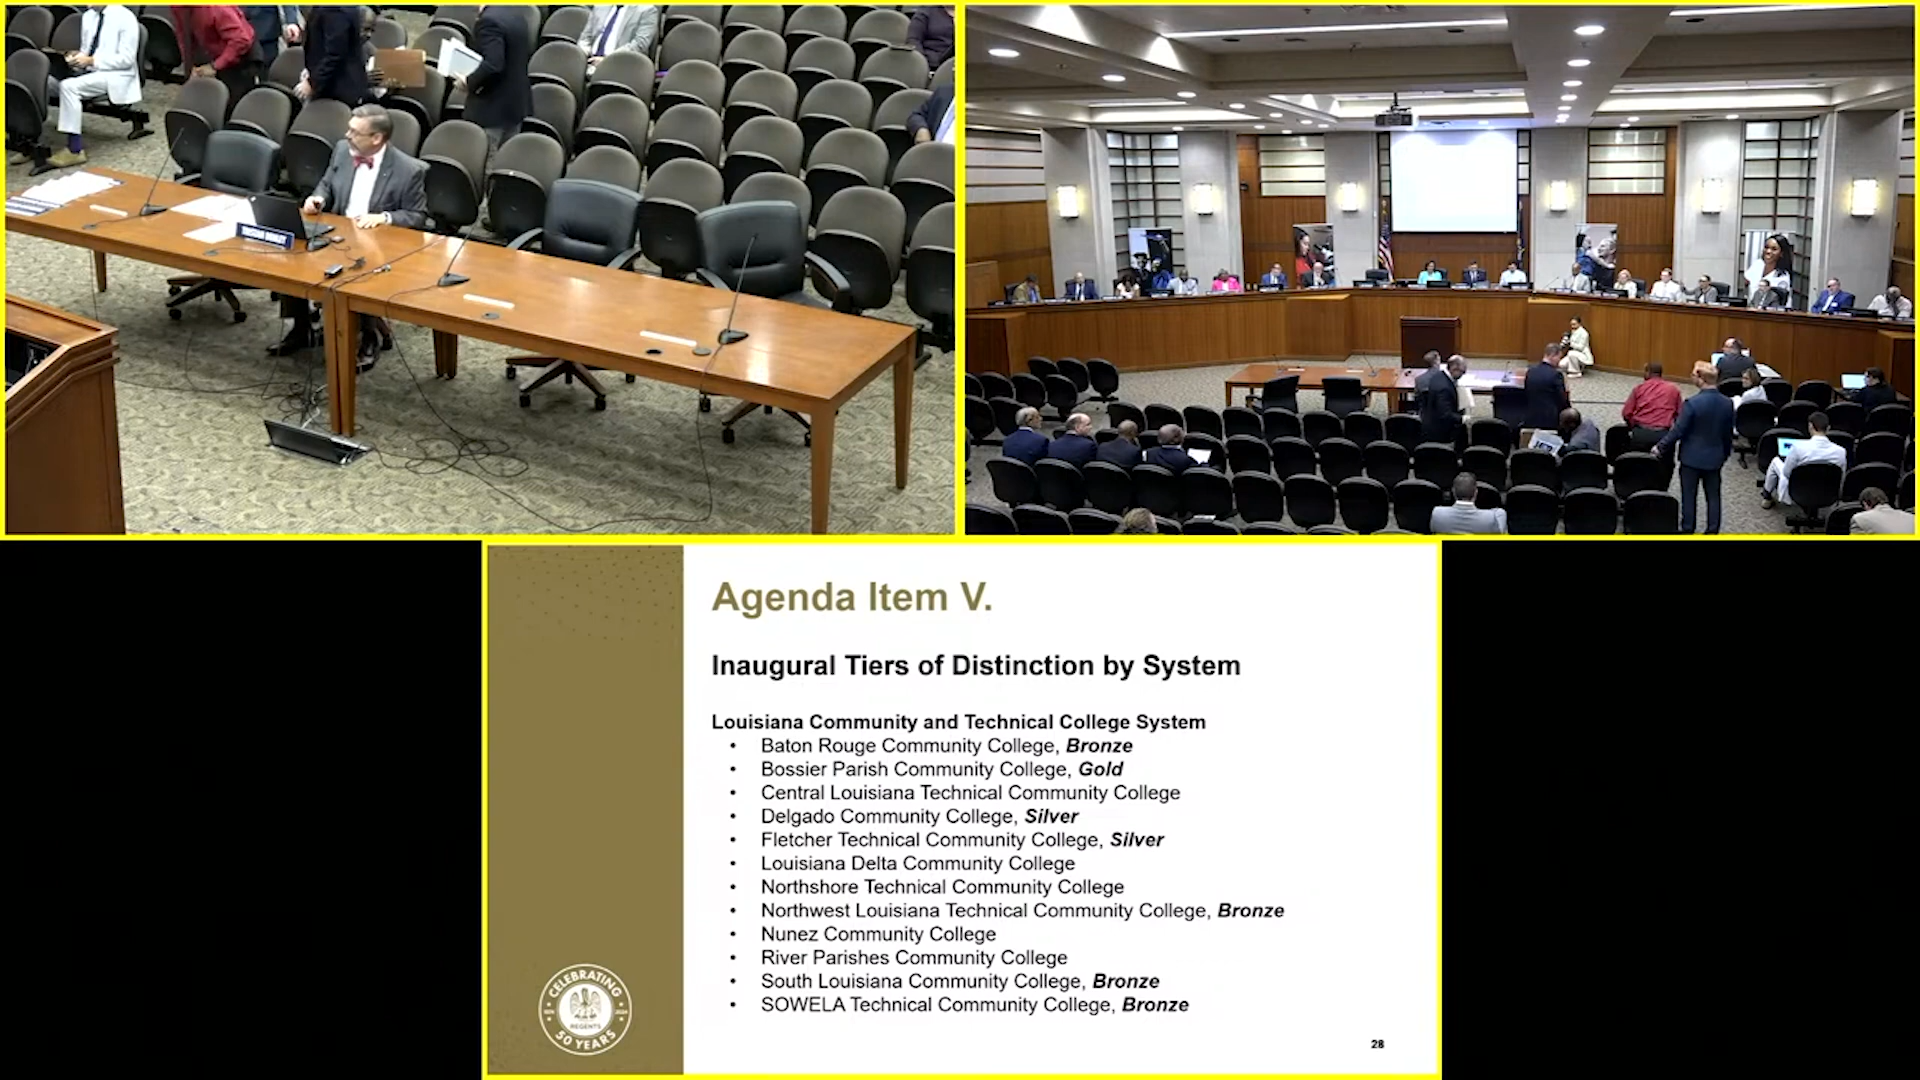 Agenda Item V.
Inaugural Tiers of Distinction by System
Louisiana Community and Technical College System
• Baton Rouge Community College, Bronze
• Bossier Parish Community College, Gold
• Central Louisiana Technical Community College
• Delgado Community College, Silver
• Fletcher Technical Community College, Silver
• Louisiana Delta Community College
• Northshore Technical Community College
• Northwest Louisiana Technical Community College, Bronze
• Nunez Community College
• River Parishes Community College
• South Louisiana Community College, Bronze
• SOWELA Technical Community College, Bronze
CELEBRATING
REGENTS
50 YEARS
28